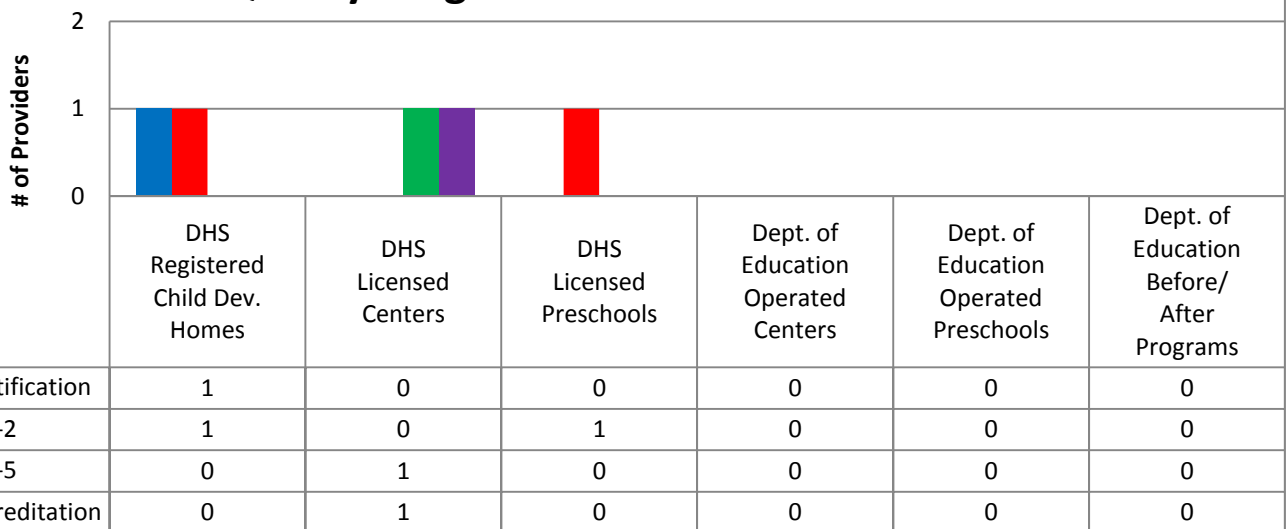 2
1
0
# of Providers
DHS
Registered
Child Dev.
Homes
DHS
Licensed
Centers
DHS
Licensed
Preschools
Dept. of
Education
Operated
Centers
Dept. of
Education
Operated
Preschools
Dept. of
Education
Before/
After
Programs
tification 1 0 0 0 0 0
-2 1 0 1 0 0 0
-5 0 1 0 0 0 0
reditation 0 1 0 0 0 0